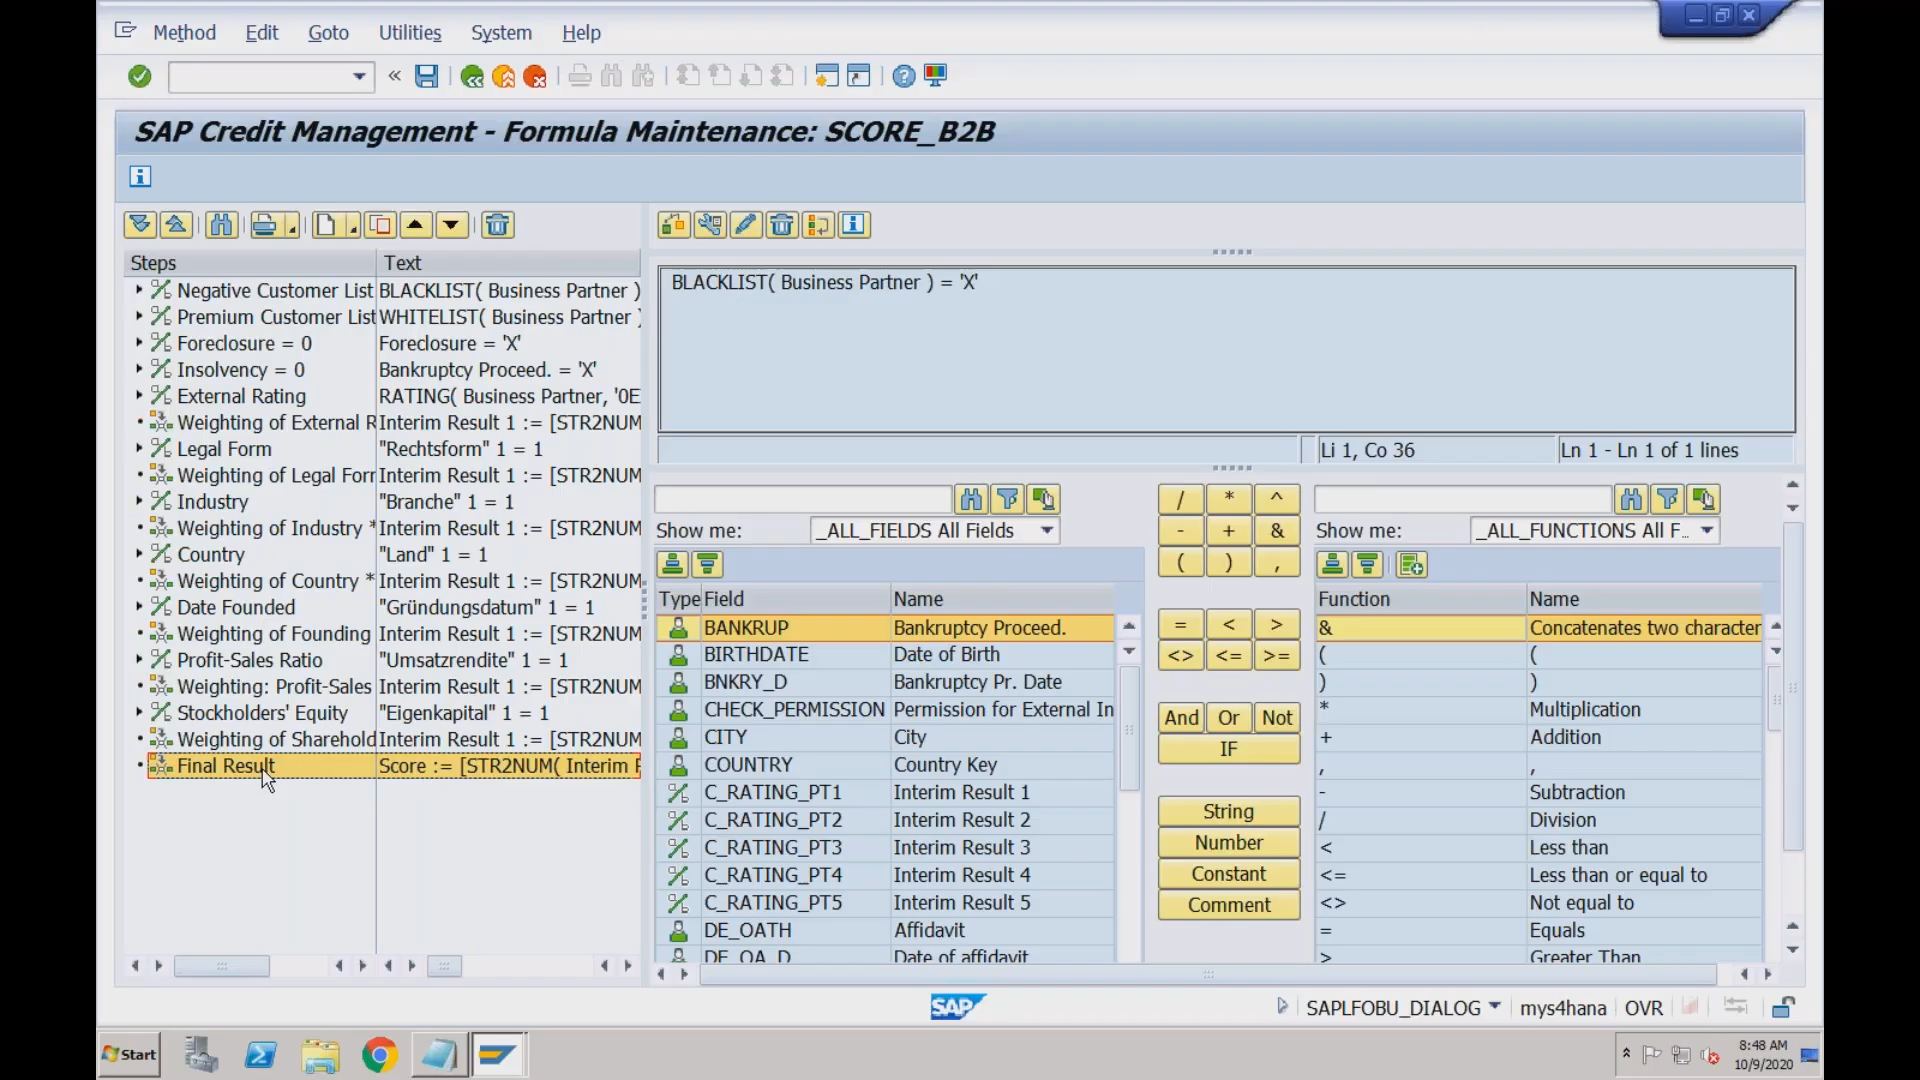 Method Edit Goto Utilities System Help
SAP Credit Management - Formula Maintenance: SCORE_B2B
Steps Text
Negative Customer List BLACKLIST( Business Partner )
Premium Customer List WHITELIST( Business Partner )
Foreclosure = 0 Foreclosure = 'X'
Insolvency = 0 Bankruptcy Proceed. = 'X'
External Rating RATING( Business Partner, '0E
Weighting of External R Interim Result 1 := [STR2NUM
Legal Form "Rechtsform" 1 = 1
Weighting of Legal Forr Interim Result 1 := [STR2NUM
Industry "Branche" 1 = 1
Weighting of Industry * Interim Result 1 := [STR2NUM
Country "Land" 1 = 1
Weighting of Country * Interim Result 1 := [STR2NUM
Date Founded "Gründungsdatum" 1 = 1
Weighting of Founding Interim Result 1 := [STR2NUM
Profit-Sales Ratio "Umsatzrendite" 1 = 1
Weighting: Profit-Sales Interim Result 1 := [STR2NUM
Stockholders' Equity "Eigenkapital" 1 = 1
Weighting of Sharehold Interim Result 1 := [STR2NUM
Final Result Score := [STR2NUM( Interim F
BLACKLIST( Business Partner ) = 'X'
Li 1, Co 36 Ln 1 - Ln 1 of 1 lines
Show me: _ALL_FIELDS All Fields
Type Field Name
BANKRUP Bankruptcy Proceed.
BIRTHDATE Date of Birth
BNKRY_D Bankruptcy Pr. Date
CHECK_PERMISSION Permission for External In
CITY City
COUNTRY Country Key
C_RATING_PT1 Interim Result 1
C_RATING_PT2 Interim Result 2
C_RATING_PT3 Interim Result 3
C_RATING_PT4 Interim Result 4
C_RATING_PT5 Interim Result 5
DE_OATH Affidavit
DE_OA_D Date of affidavit
/ * ^
- + &
( ) ,
= < >
<> <= >=
And Or Not
IF
String
Number
Constant
Comment
Show me: _ALL_FUNCTIONS All F..
Function Name
& Concatenates two character
( (
) )
* Multiplication
+ Addition
, ,
- Subtraction
/ Division
< Less than
<= Less than or equal to
<> Not equal to
= Equals
> Greater Than
SAP
SAPLFOBU_DIALOG mys4hana OVR
Start
8:48 AM
10/9/2020